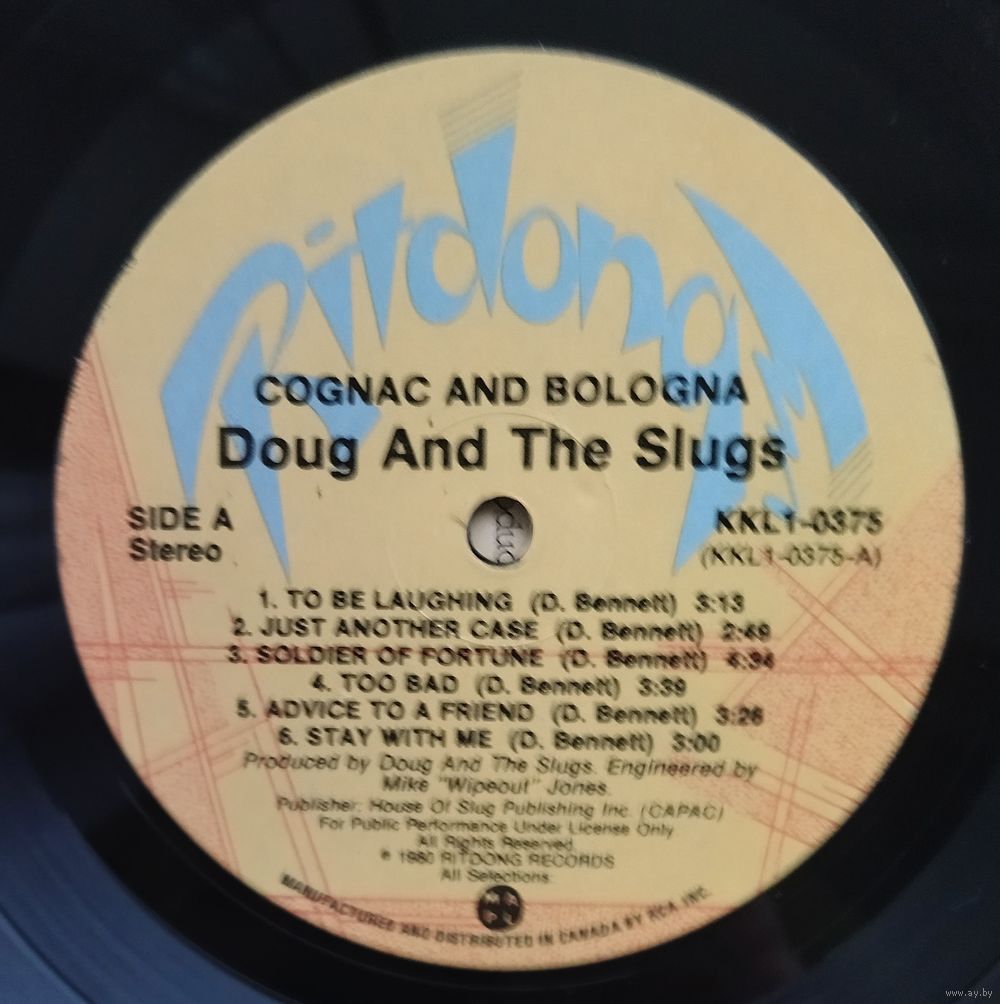 Ritdong
COGNAC AND BOLOGNA
Doug And The Slugs
SIDE A
Stereo
KKL1-0375
(KKL1-0375-A)
1. TO BE LAUGHING (D. Bennett) 3:13
2. JUST ANOTHER CASE (D. Bennett) 2:49
3. SOLDIER OF FORTUNE (D. Bennett) 4:34
4. TOO BAD (D. Bennett) 3:39
5. ADVICE TO A FRIEND (D. Bennett) 3:26
6. STAY WITH ME (D. Bennett) 3:00
Produced by Doug And The Slugs. Engineered by
Mike "Wipeout" Jones.
Publisher: House Of Slug Publishing Inc. (CAPAC)
For Public Performance Under License Only
All Rights Reserved.
℗ 1980 RITDONG RECORDS
All Selections.
MA
PL
MANUFACTURED AND DISTRIBUTED IN CANADA BY RCA INC.
www.ay.by